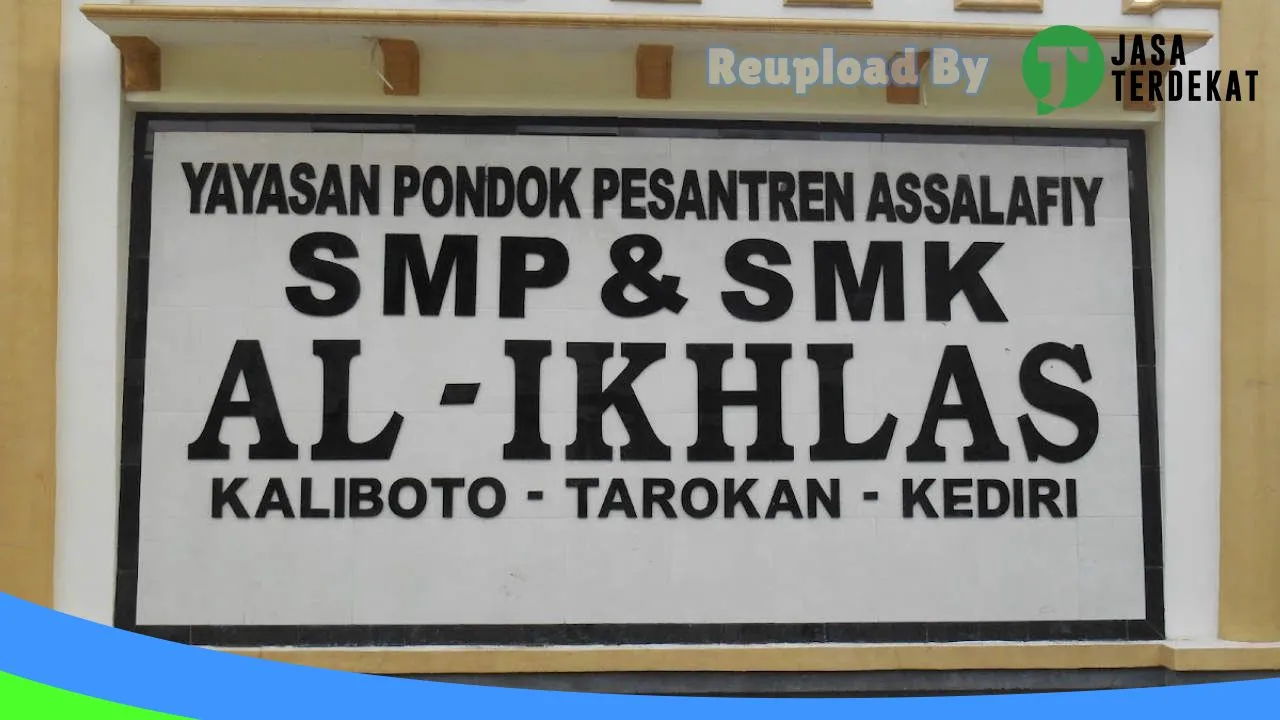 Reupload By JASA TERDEKAT
YAYASAN PONDOK PESANTREN ASSALAFIY
SMP & SMK
AL - IKHLAS
KALIBOTO - TAROKAN - KEDIRI